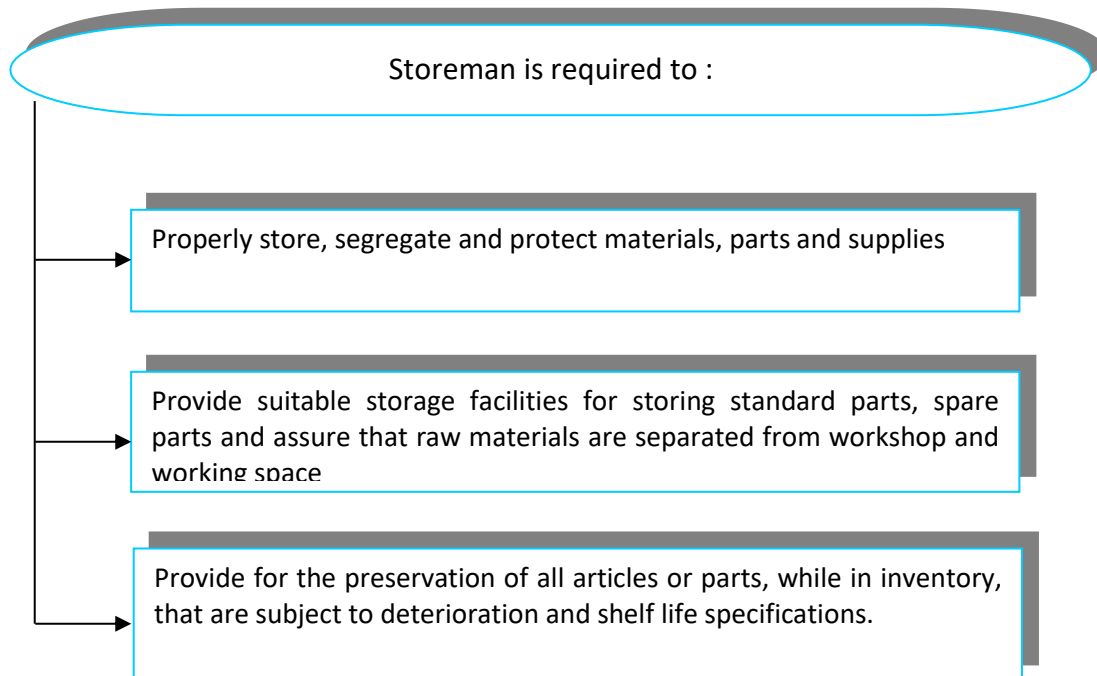 Storeman is required to :
Properly store, segregate and protect materials, parts and supplies
Provide suitable storage facilities for storing standard parts, spare
parts and assure that raw materials are separated from workshop and
working space
Provide for the preservation of all articles or parts, while in inventory,
that are subject to deterioration and shelf life specifications.